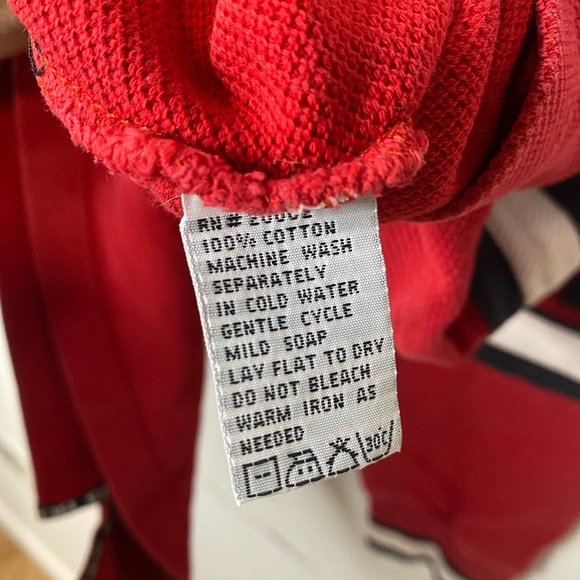 RN#
100% COTTON
MACHINE WASH
SEPARATELY
IN COLD WATER
GENTLE CYCLE
MILD SOAP
LAY FLAT TO DRY
DO NOT BLEACH
WARM IRON AS
NEEDED
30°C